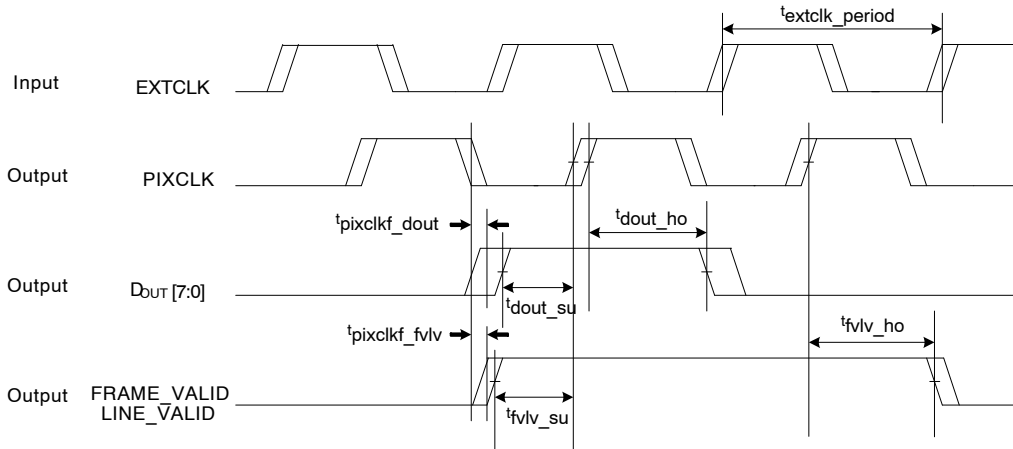 textclk_period
Input EXTCLK
Output PIXCLK
tpixclkf_dout
tdout_ho
Output DOUT [7:0]
tdout_su
tpixclkf_fvlv
tfvlv_ho
Output FRAME_VALID
LINE_VALID
tfvlv_su